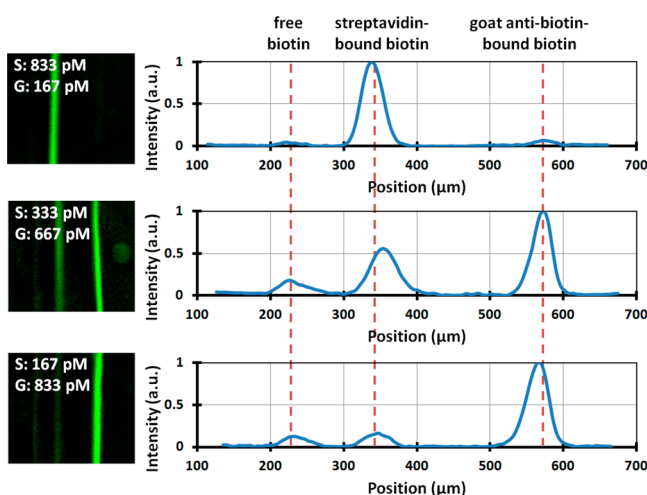 free
biotin
streptavidin-
bound biotin
goat anti-biotin-
bound biotin
S: 833 pM
G: 167 pM
Intensity (a.u.)
1
0.5
0
100 200 300 400 500 600 700
Position (µm)
S: 333 pM
G: 667 pM
Intensity (a.u.)
1
0.5
0
100 200 300 400 500 600 700
Position (µm)
S: 167 pM
G: 833 pM
Intensity (a.u.)
1
0.5
0
100 200 300 400 500 600 700
Position (µm)